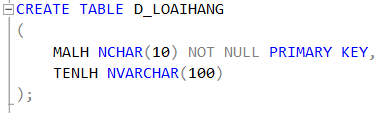 CREATE TABLE D_LOAIHANG
(
MALH NCHAR(10) NOT NULL PRIMARY KEY,
TENLH NVARCHAR(100)
);